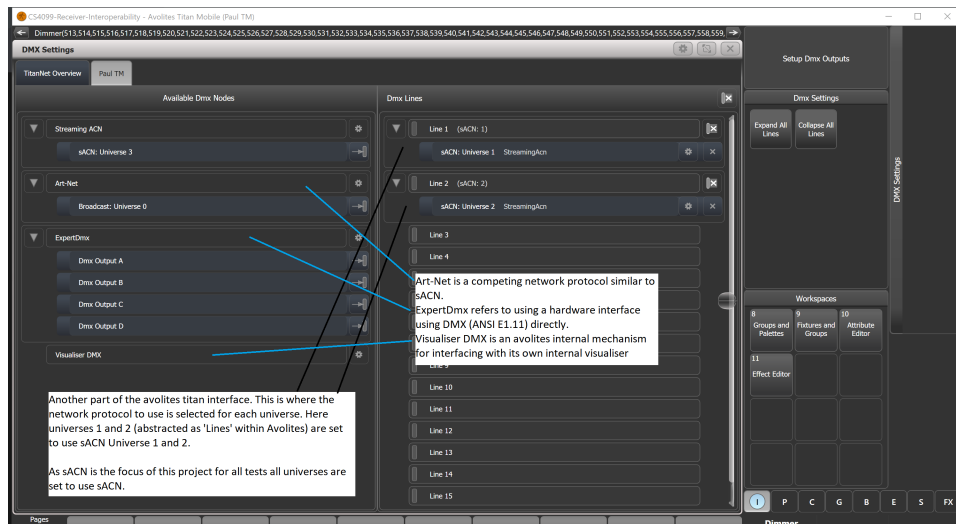 CS4099-Receiver-Interoperability - Avolites Titan Mobile (Paul TM)
Dimmer(513,514,515,516,517,518,519,520,521,522,523,524,525,526,527,528,529,530,531,532,533,534,535,536,537,538,539,540,541,542,543,544,545,546,547,548,549,550,551,552,553,554,555,556,557,558,559,
DMX Settings
TitanNet Overview
Paul TM
Available Dmx Nodes
Streaming ACN
sACN: Universe 3
Art-Net
Broadcast: Universe 0
ExpertDmx
Dmx Output A
Dmx Output B
Dmx Output C
Dmx Output D
Visualiser DMX
Dmx Lines
Line 1 (sACN: 1)
sACN: Universe 1 StreamingAcn
Line 2 (sACN: 2)
sACN: Universe 2 StreamingAcn
Line 3
Line 4
Line 9
Line 10
Line 11
Line 12
Line 13
Line 14
Line 15
Art-Net is a competing network protocol similar to
sACN.
ExpertDmx refers to using a hardware interface
using DMX (ANSI E1.11) directly.
Visualiser DMX is an avolites internal mechanism
for interfacing with its own internal visualiser
Another part of the avolites titan interface. This is where the
network protocol to use is selected for each universe. Here
universes 1 and 2 (abstracted as 'Lines' within Avolites) are set
to use sACN Universe 1 and 2.
As sACN is the focus of this project for all tests all universes are
set to use sACN.
Setup Dmx Outputs
Dmx Settings
Expand All
Lines
Collapse All
Lines
DMX Settings
Workspaces
8
Groups and
Palettes
9
Fixtures and
Groups
10
Attribute
Editor
11
Effect Editor
I P C G B E S FX
Pages
Dimmer